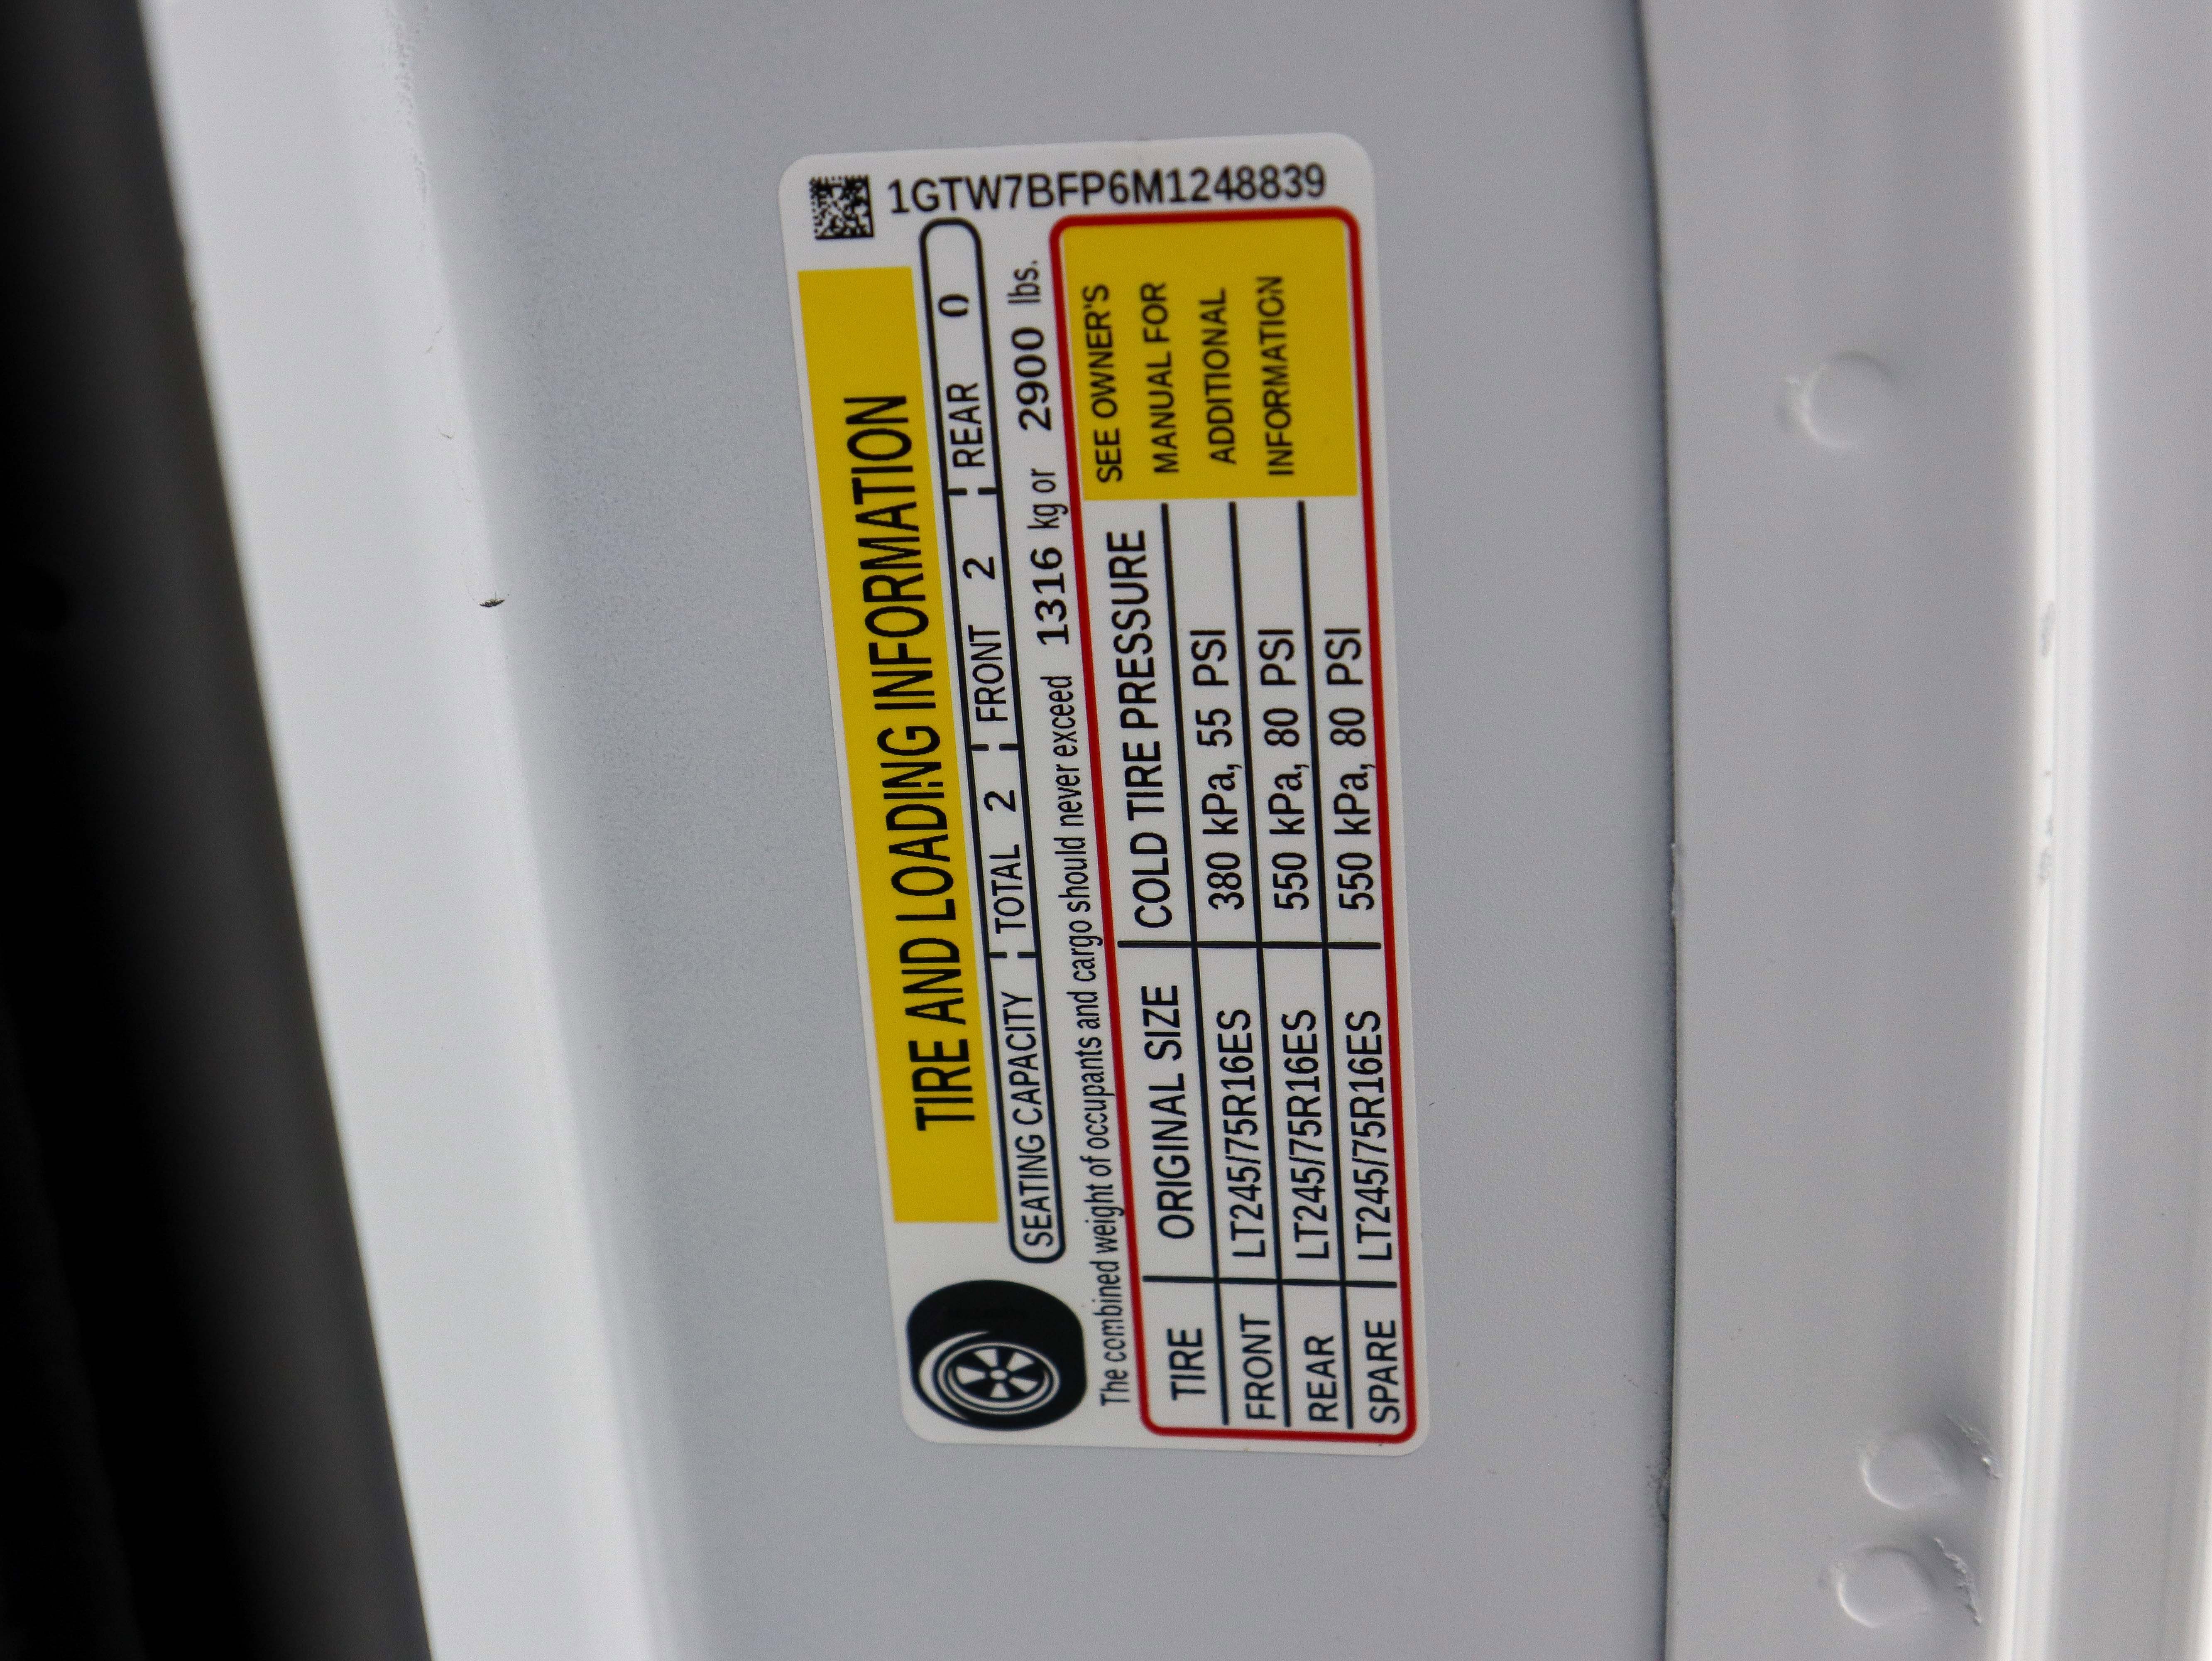 TIRE AND LOADING INFORMATION
1GTW7BFP6M1248839
SEATING CAPACITY TOTAL 2 FRONT 2 REAR 0
The combined weight of occupants and cargo should never exceed 1316 kg or 2900 lbs.
TIRE ORIGINAL SIZE COLD TIRE PRESSURE
FRONT LT245/75R16ES 380 kPa, 55 PSI
REAR LT245/75R16ES 550 kPa, 80 PSI
SPARE LT245/75R16ES 550 kPa, 80 PSI
SEE OWNER'S
MANUAL FOR
ADDITIONAL
INFORMATION